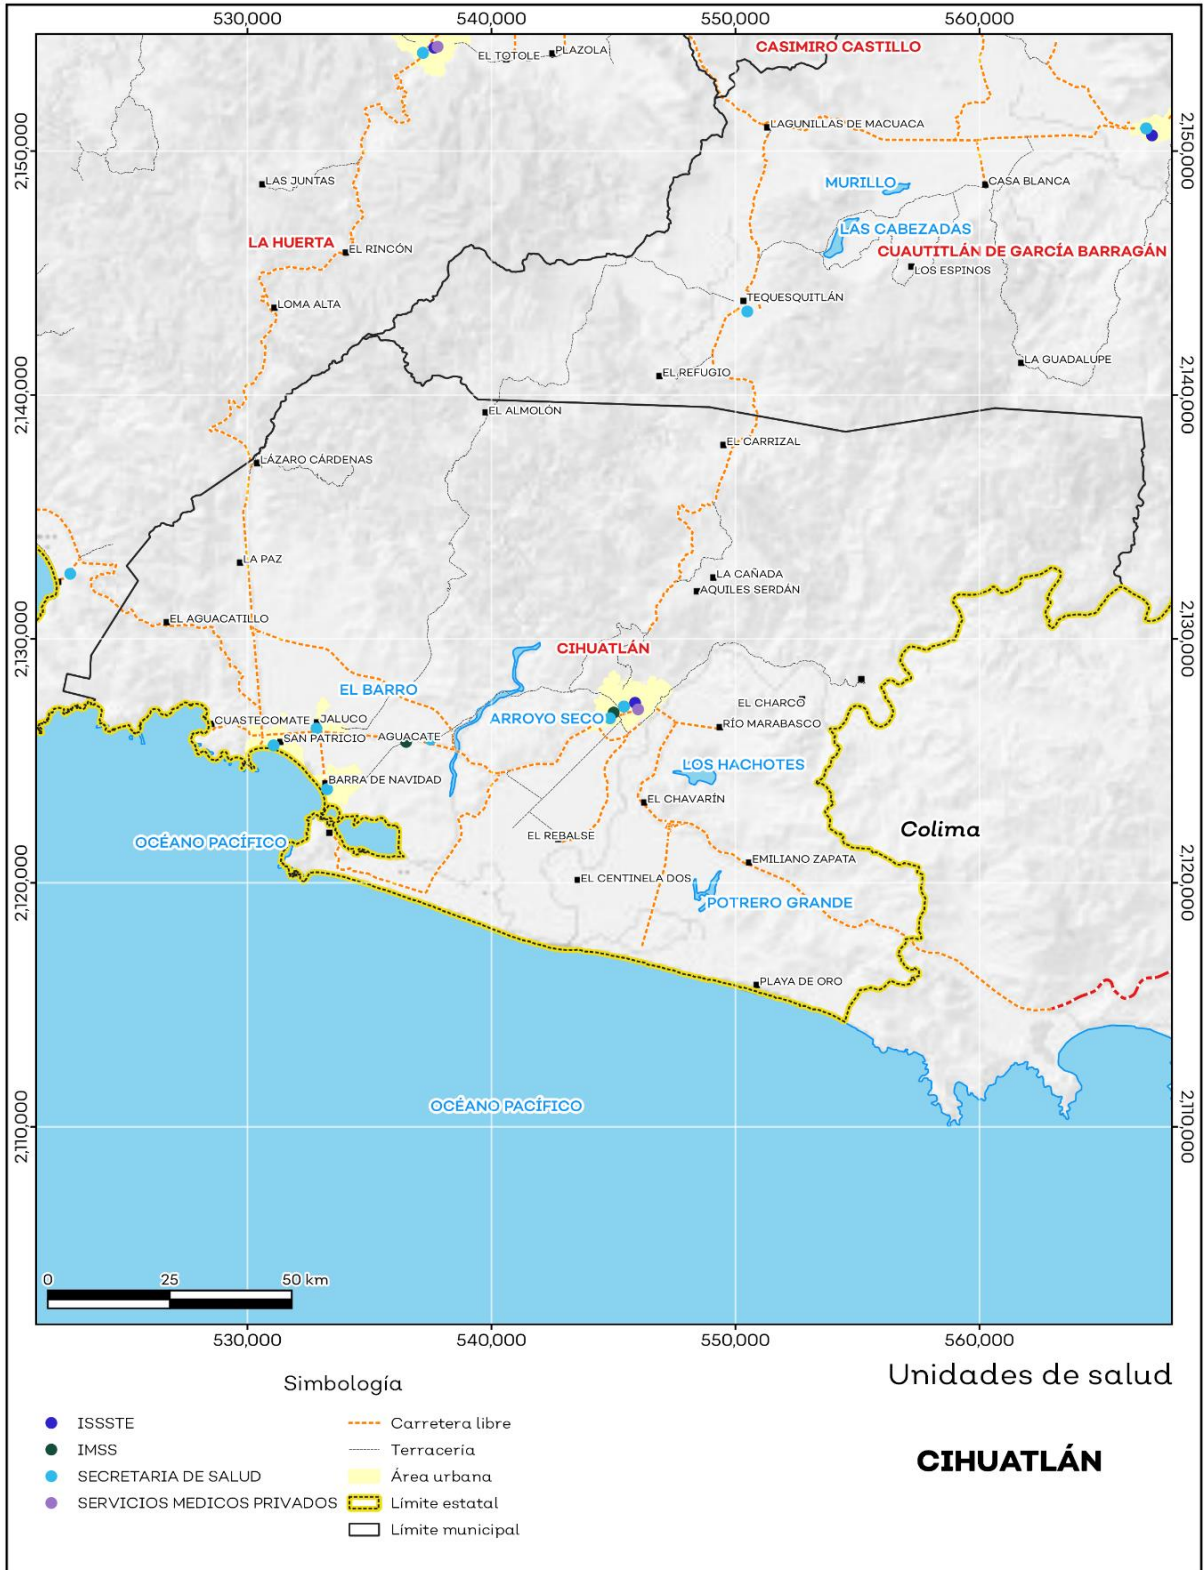 530,000
540,000
550,000
560,000
CASIMIRO CASTILLO
EL TOTOLE
PLAZOLA
LAGUNILLAS DE MACUACA
2,150,000
2,150,000
LAS JUNTAS
MURILLO
CASA BLANCA
LAS CABEZADAS
LA HUERTA
EL RINCÓN
CUAUTITLÁN DE GARCÍA BARRAGÁN
LOS ESPINOS
LOMA ALTA
TEQUESQUITLÁN
LA GUADALUPE
EL REFUGIO
2,140,000
2,140,000
EL ALMOLÓN
EL CARRIZAL
LÁZARO CÁRDENAS
LA PAZ
LA CAÑADA
AQUILES SERDÁN
EL AGUACATILLO
2,130,000
2,130,000
CIHUATLÁN
EL BARRO
EL CHARCO
ARROYO SECO
CUASTECOMATE
JALUCO
RÍO MARABASCO
SAN PATRICIO
AGUACATE
LOS HACHOTES
BARRA DE NAVIDAD
EL CHAVARÍN
Colima
EL REBALSE
OCÉANO PACÍFICO
EMILIANO ZAPATA
EL CENTINELA DOS
2,120,000
2,120,000
POTRERO GRANDE
PLAYA DE ORO
OCÉANO PACÍFICO
2,110,000
2,110,000
0
25
50 km
530,000
540,000
550,000
560,000
Unidades de salud
CIHUATLÁN
Simbología
ISSSTE
IMSS
SECRETARIA DE SALUD
SERVICIOS MEDICOS PRIVADOS
Carretera libre
Terracería
Área urbana
Límite estatal
Límite municipal